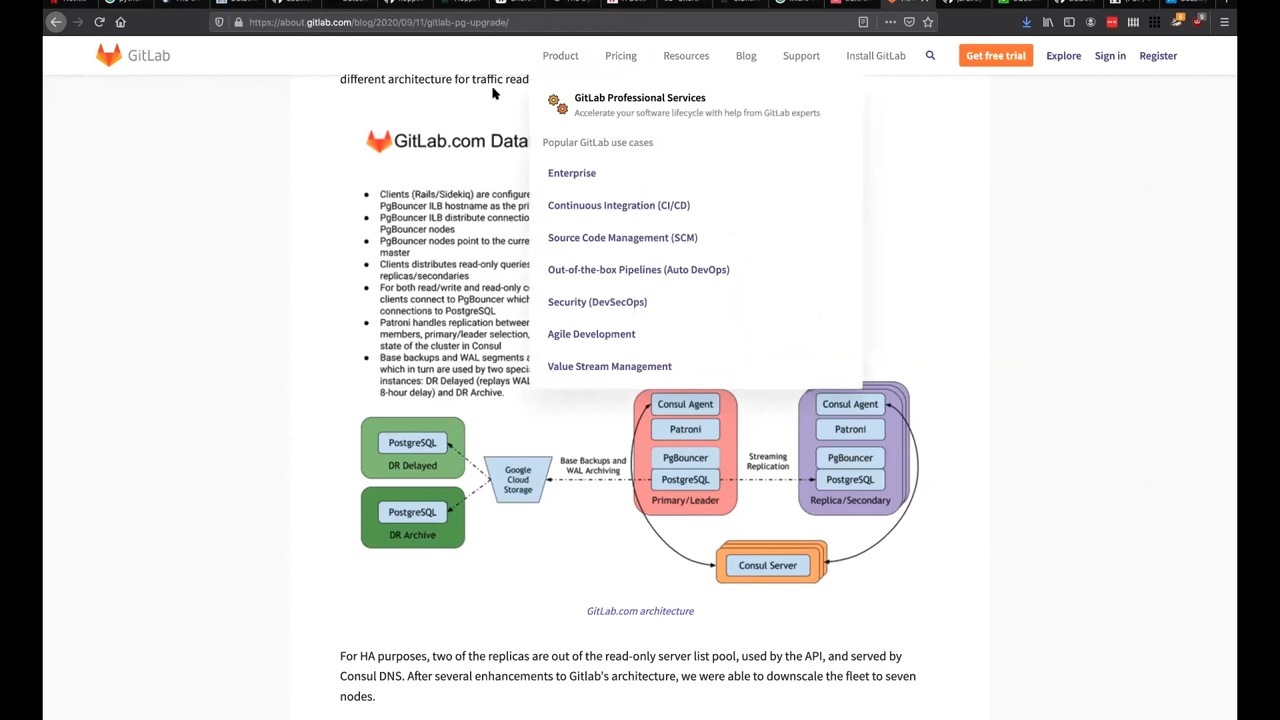 https://about.gitlab.com/blog/2020/09/11/gitlab-pg-upgrade/
GitLab
Product
Pricing
Resources
Blog
Support
Install GitLab
Get free trial
Explore
Sign in
Register
different architecture for traffic read
GitLab Professional Services
Accelerate your software lifecycle with help from GitLab experts
Popular GitLab use cases
Enterprise
Continuous Integration (CI/CD)
Source Code Management (SCM)
Out-of-the-box Pipelines (Auto DevOps)
Security (DevSecOps)
Agile Development
Value Stream Management
GitLab.com Data
• Clients (Rails/Sidekiq) are configure
PgBouncer ILB hostname as the pri
• PgBouncer ILB distribute connectio
PgBouncer nodes
• PgBouncer nodes point to the curre
master
• Clients distributes read-only queries
replicas/secondaries
• For both read/write and read-only c
clients connect to PgBouncer which
connections to PostgreSQL
• Patroni handles replication between
members, primary/leader selection,
state of the cluster in Consul
• Base backups and WAL segments a
which in turn are used by two speci
instances: DR Delayed (replays WAL
8-hour delay) and DR Archive.
PostgreSQL
DR Delayed
PostgreSQL
DR Archive
Google
Cloud
Storage
Base Backups and
WAL Archiving
Consul Agent
Patroni
PgBouncer
PostgreSQL
Primary/Leader
Streaming
Replication
Consul Agent
Patroni
PgBouncer
PostgreSQL
Replica/Secondary
Consul Server
GitLab.com architecture
For HA purposes, two of the replicas are out of the read-only server list pool, used by the API, and served by
Consul DNS. After several enhancements to Gitlab's architecture, we were able to downscale the fleet to seven
nodes.